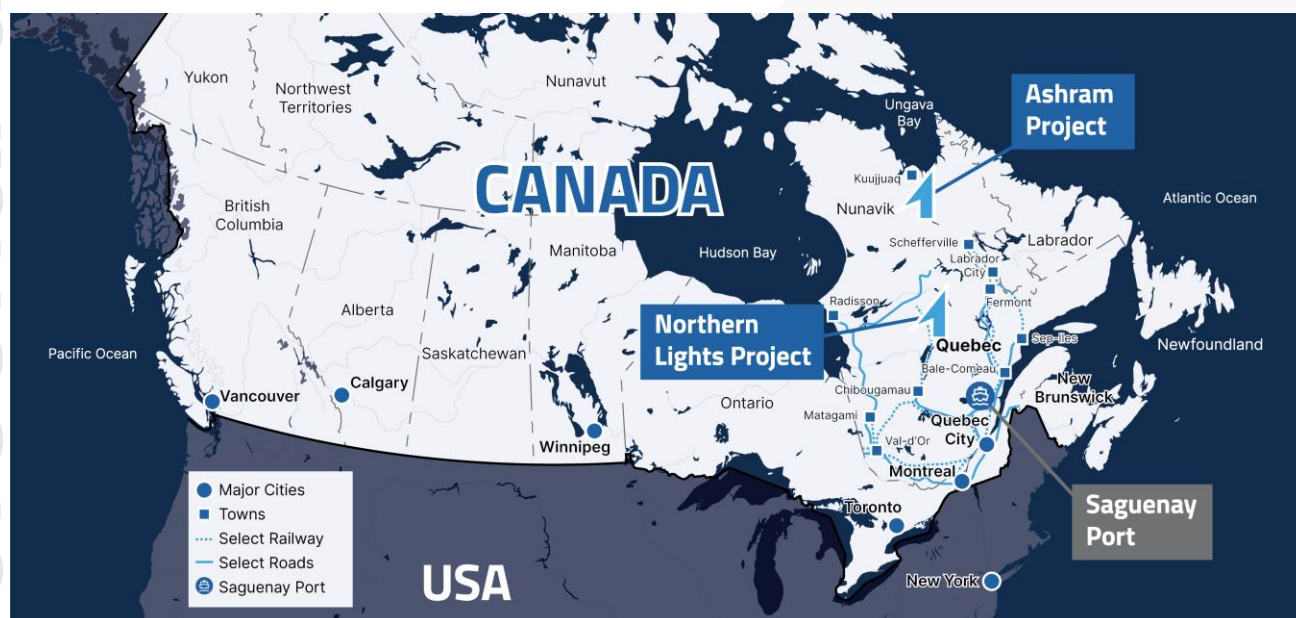 Yukon
Northwest
Territories
Nunavut
Ungava
Bay
Ashram
Project
CANADA
Kuujjuaq
Nunavik
Atlantic Ocean
British
Columbia
Manitoba
Hudson Bay
Schefferville
Labrador
Labrador
City
Alberta
Radisson
Fermont
Northern
Lights Project
Pacific Ocean
Saskatchewan
Quebec
Sep-Iles
Newfoundland
Baie-Comeau
Vancouver
Calgary
Chibougamau
New
Brunswick
Ontario
Matagami
Quebec
City
Winnipeg
Val-d'Or
Montreal
Major Cities
Towns
Select Railway
Select Roads
Saguenay Port
Toronto
Saguenay
Port
USA
New York